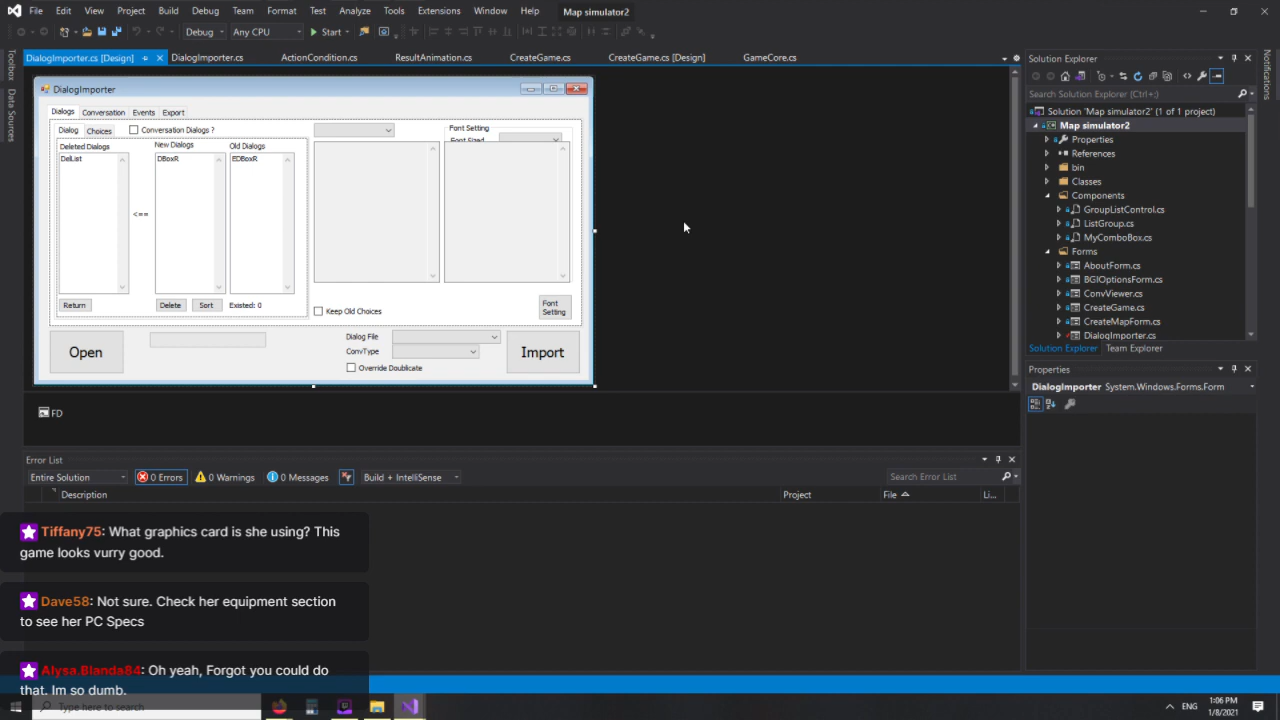 File Edit View Project Build Debug Team Format Test Analyze Tools Extensions Window Help Map simulator2
Debug Any CPU Start
DialogImporter.cs [Design] DialogImporter.cs ActionCondition.cs ResultAnimation.cs CreateGame.cs CreateGame.cs [Design] GameCore.cs
Toolbox
Data Sources
DialogImporter
Dialogs Conversation Events Export
Dialog Choices Conversation Dialogs ? Font Setting
Font Sized
Deleted Dialogs New Dialogs Old Dialogs
DelList DBoxR EDBoxR
<==
Return Delete Sort Existed: 0
Keep Old Choices
Font
Setting
Open
Dialog File
ConvType
Override Doublicate
Import
FD
Solution Explorer
Search Solution Explorer (Ctrl+;)
Solution 'Map simulator2' (1 of 1 project)
Map simulator2
Properties
References
bin
Classes
Components
GroupListControl.cs
ListGroup.cs
MyComboBox.cs
Forms
AboutForm.cs
BGIOptionsForm.cs
ConvViewer.cs
CreateGame.cs
CreateMapForm.cs
DialogImporter.cs
Solution Explorer Team Explorer
Notifications
Properties
DialogImporter System.Windows.Forms.Form
Error List
Entire Solution 0 Errors 0 Warnings 0 Messages Build + IntelliSense Search Error List
Description Project File Li...
Tiffany75: What graphics card is she using? This
game looks vurry good.
Dave58: Not sure. Check her equipment section
to see her PC Specs
Alysa.Blanda84: Oh yeah, Forgot you could do
that. Im so dumb.
Type here to search
ENG
1:06 PM
1/8/2021